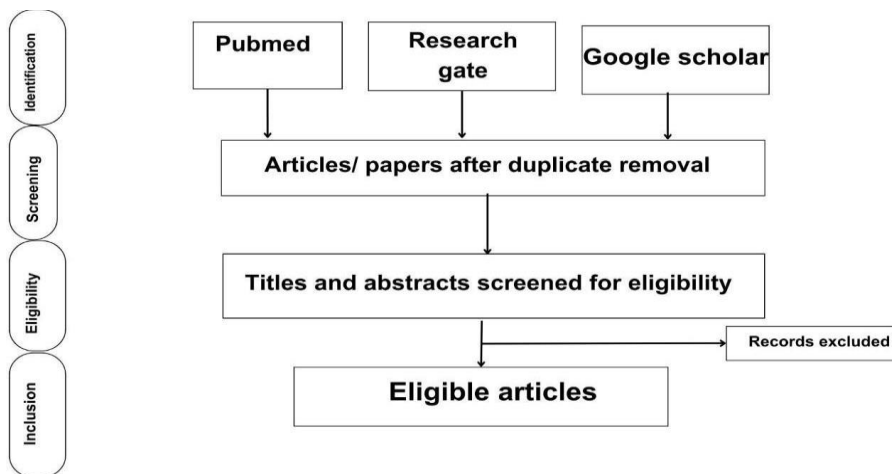 Identification
Pubmed
Research
gate
Google scholar
Screening
Articles/ papers after duplicate removal
Eligibility
Titles and abstracts screened for eligibility
Records excluded
Inclusion
Eligible articles